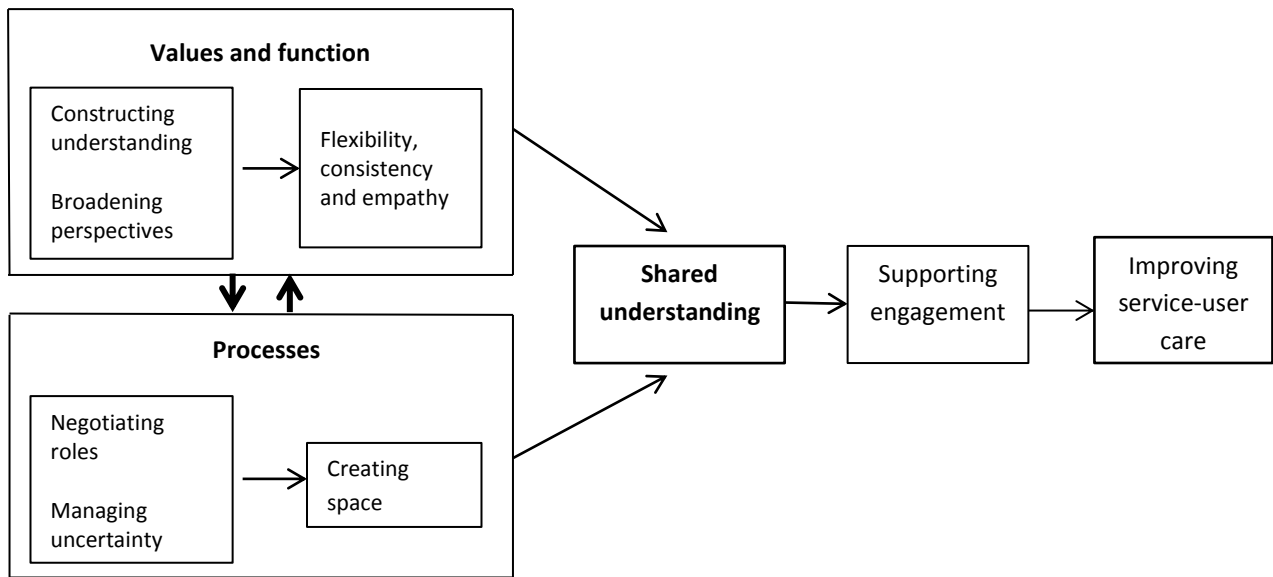 Values and function
Constructing
understanding
Broadening
perspectives
Flexibility,
consistency
and empathy
Processes
Negotiating
roles
Managing
uncertainty
Creating
space
Shared
understanding
Supporting
engagement
Improving
service-user
care